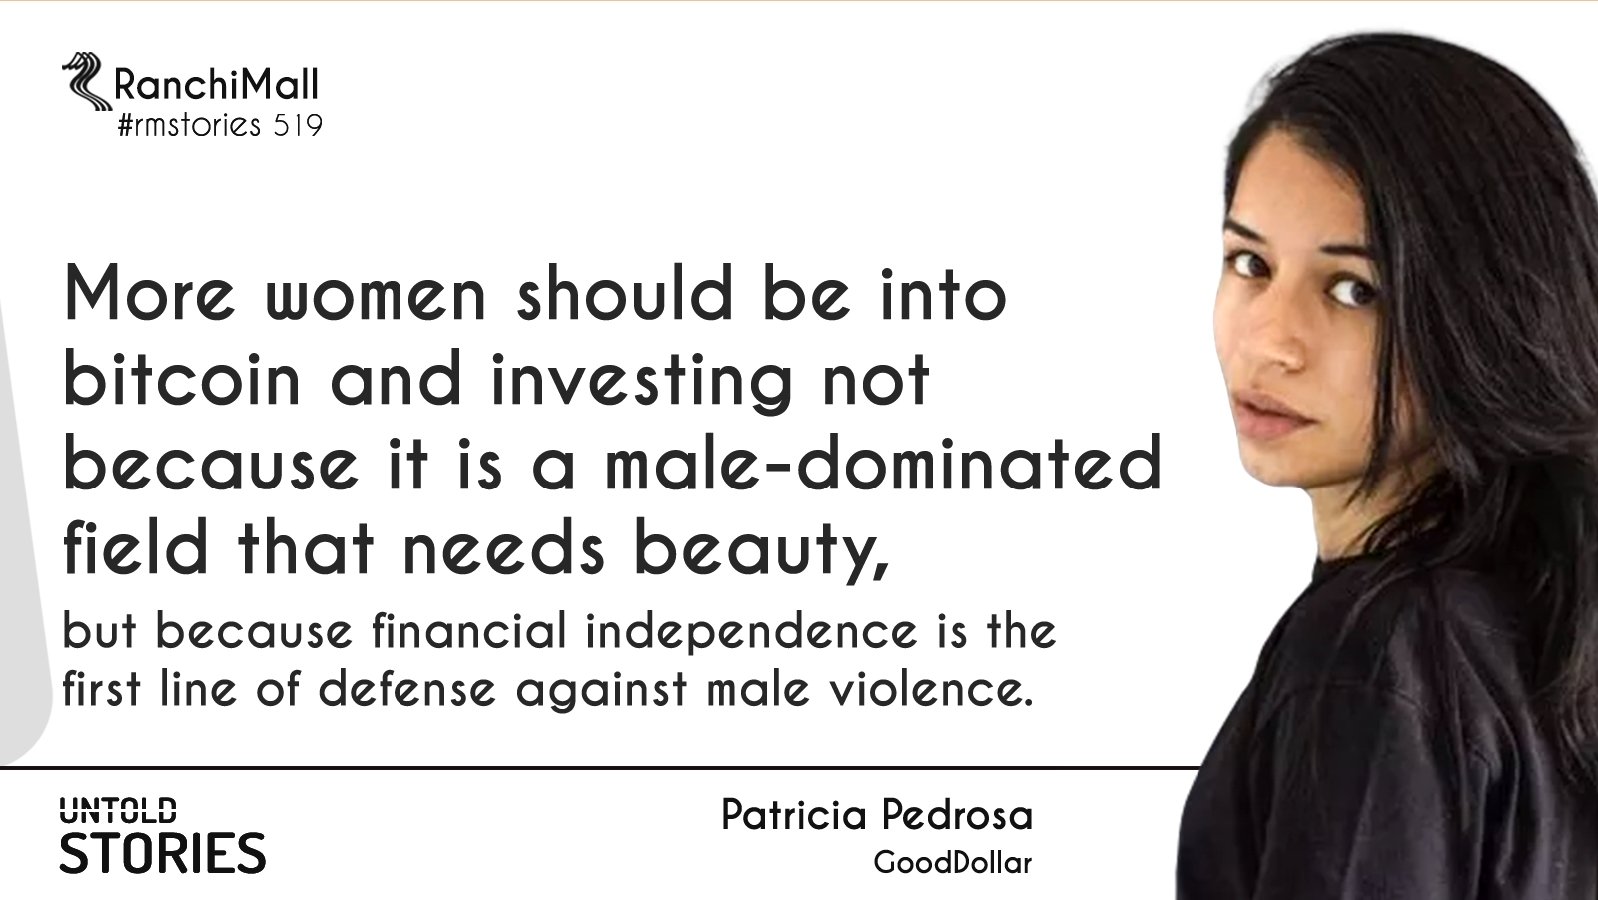 RanchiMall
#rmstories 519
More women should be into
bitcoin and investing not
because it is a male-dominated
field that needs beauty,
but because financial independence is the
first line of defense against male violence.
UNTOLD
STORIES
Patricia Pedrosa
GoodDollar